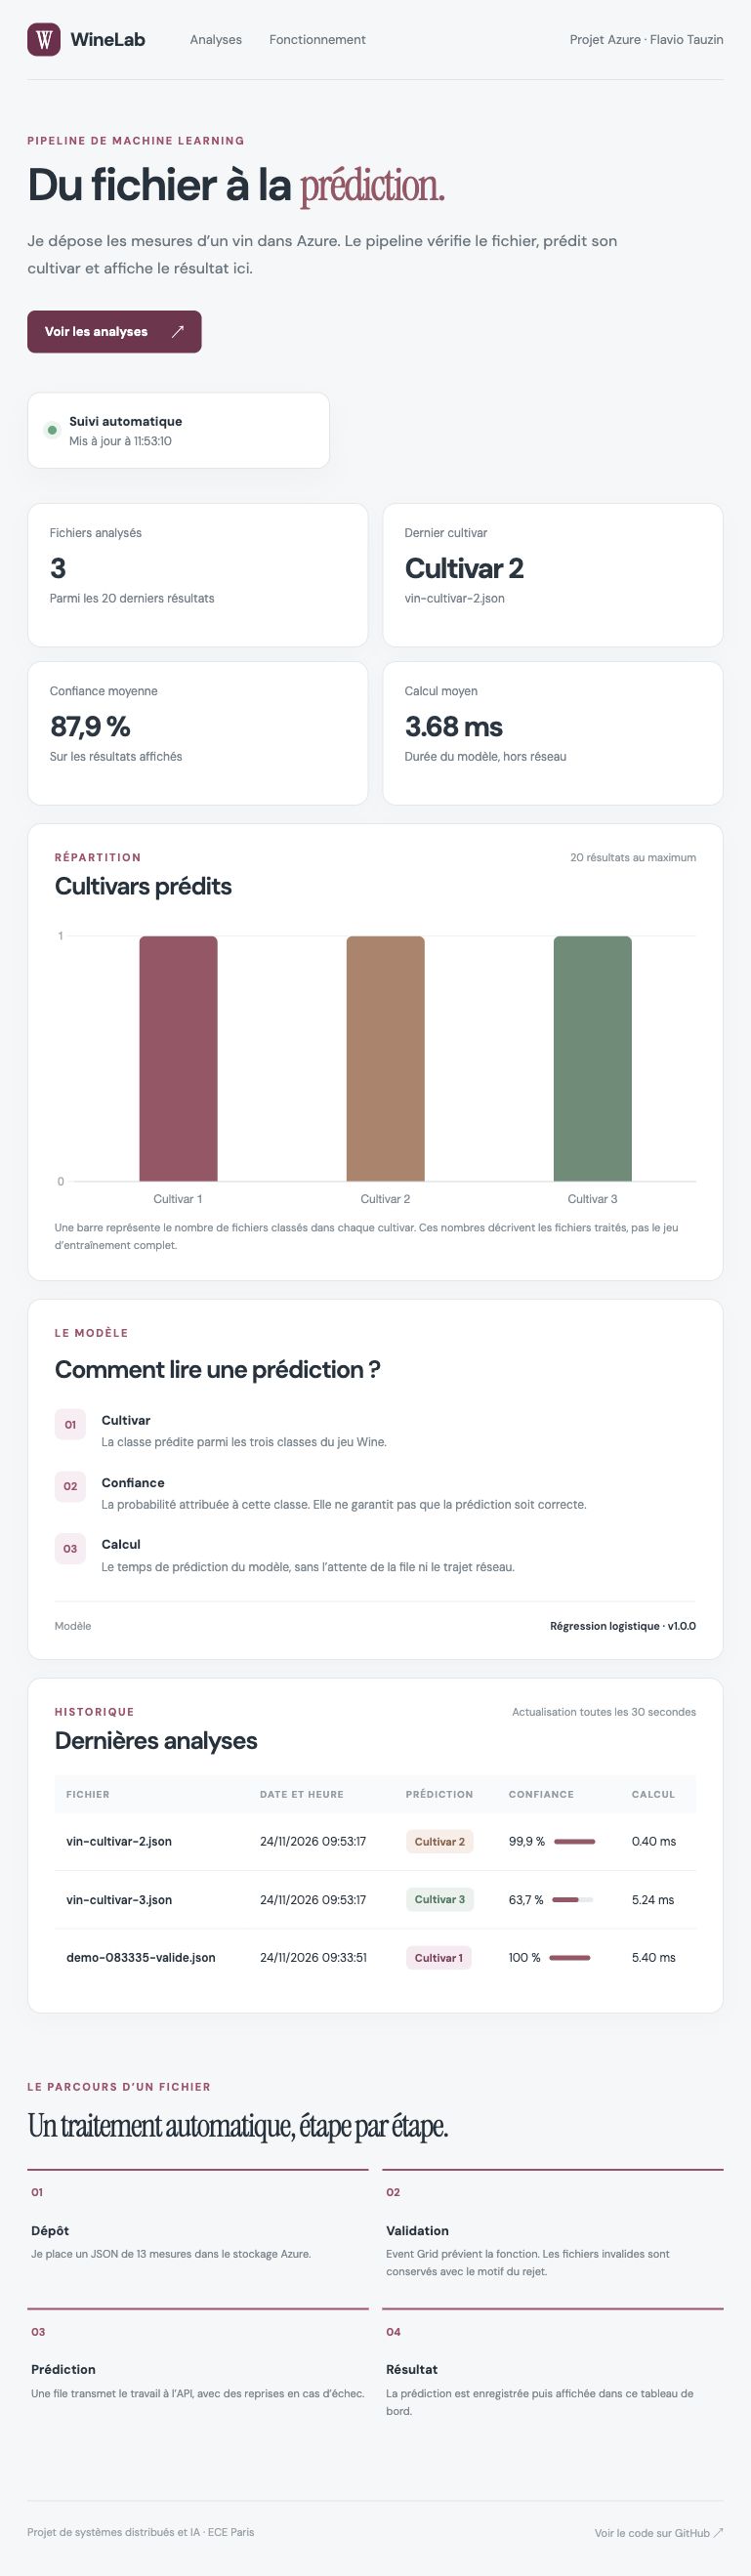 W WineLab
Analyses
Fonctionnement
Projet Azure · Flavio Tauzin
PIPELINE DE MACHINE LEARNING
Du fichier à la prédiction.
Je dépose les mesures d’un vin dans Azure. Le pipeline vérifie le fichier, prédit son
cultivar et affiche le résultat ici.
Voir les analyses ↗
Suivi automatique
Mis à jour à 11:53:10
Fichiers analysés
3
Parmi les 20 derniers résultats
Dernier cultivar
Cultivar 2
vin-cultivar-2.json
Confiance moyenne
87,9 %
Sur les résultats affichés
Calcul moyen
3.68 ms
Durée du modèle, hors réseau
RÉPARTITION
20 résultats au maximum
Cultivars prédits
1
0
Cultivar 1
Cultivar 2
Cultivar 3
Une barre représente le nombre de fichiers classés dans chaque cultivar. Ces nombres décrivent les fichiers traités, pas le jeu
d’entraînement complet.
LE MODÈLE
Comment lire une prédiction ?
01
Cultivar
La classe prédite parmi les trois classes du jeu Wine.
02
Confiance
La probabilité attribuée à cette classe. Elle ne garantit pas que la prédiction soit correcte.
03
Calcul
Le temps de prédiction du modèle, sans l’attente de la file ni le trajet réseau.
Modèle
Régression logistique · v1.0.0
HISTORIQUE
Actualisation toutes les 30 secondes
Dernières analyses
FICHIER DATE ET HEURE PRÉDICTION CONFIANCE CALCUL
vin-cultivar-2.json 24/11/2026 09:53:17 Cultivar 2 99,9 % 0.40 ms
vin-cultivar-3.json 24/11/2026 09:53:17 Cultivar 3 63,7 % 5.24 ms
demo-083335-valide.json 24/11/2026 09:33:51 Cultivar 1 100 % 5.40 ms
LE PARCOURS D’UN FICHIER
Un traitement automatique, étape par étape.
01
Dépôt
Je place un JSON de 13 mesures dans le stockage Azure.
02
Validation
Event Grid prévient la fonction. Les fichiers invalides sont
conservés avec le motif du rejet.
03
Prédiction
Une file transmet le travail à l’API, avec des reprises en cas d’échec.
04
Résultat
La prédiction est enregistrée puis affichée dans ce tableau de
bord.
Projet de systèmes distribués et IA · ECE Paris
Voir le code sur GitHub ↗